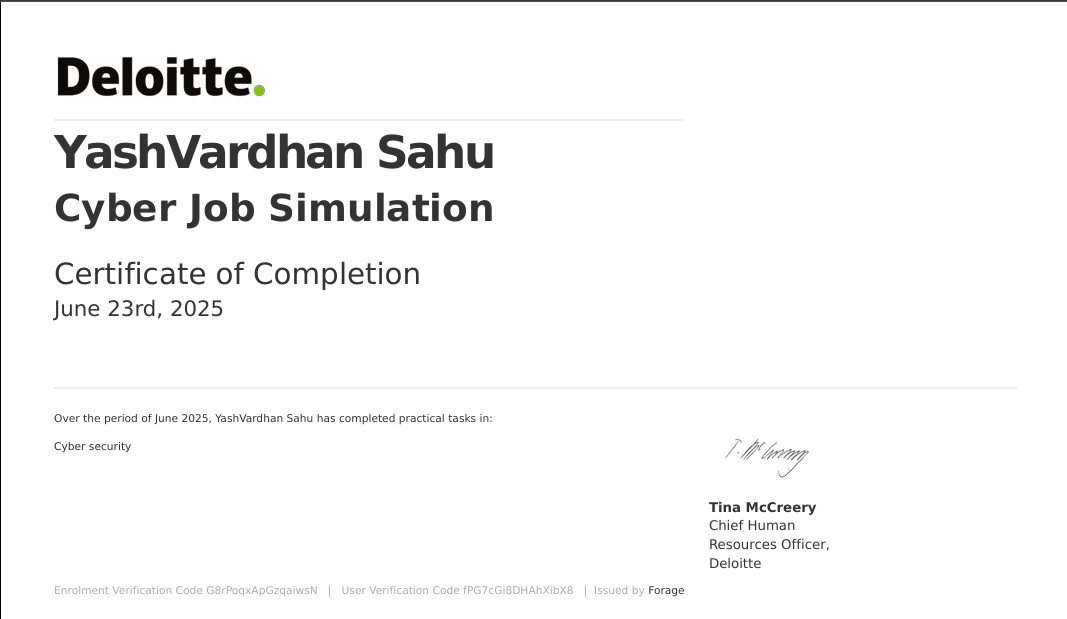 Deloitte.
YashVardhan Sahu
Cyber Job Simulation
Certificate of Completion
June 23rd, 2025
Over the period of June 2025, YashVardhan Sahu has completed practical tasks in:
Cyber security
T. McCreery
Tina McCreery
Chief Human
Resources Officer,
Deloitte
Enrolment Verification Code G8rPoqxApGzqaiwsN | User Verification Code fPG7cGi8DHAhXibX8 | Issued by Forage